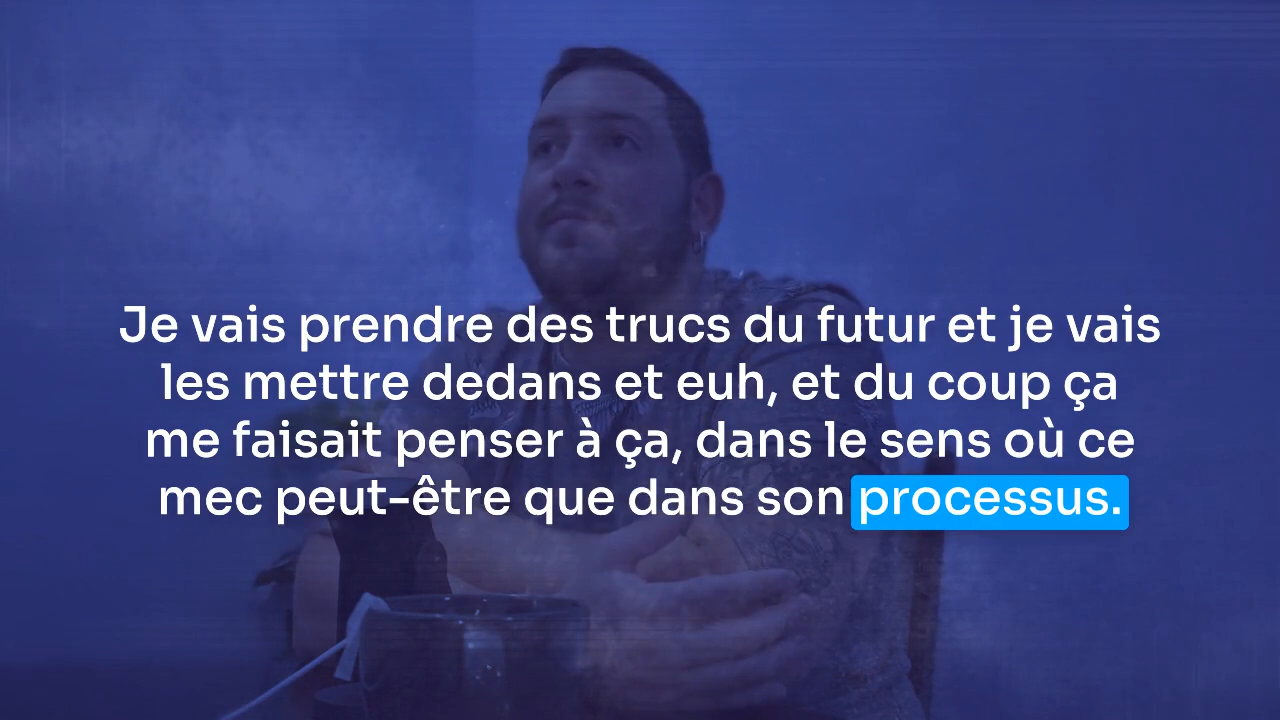 Je vais prendre des trucs du futur et je vais
les mettre dedans et euh, et du coup ça
me faisait penser à ça, dans le sens où ce
mec peut-être que dans son processus.